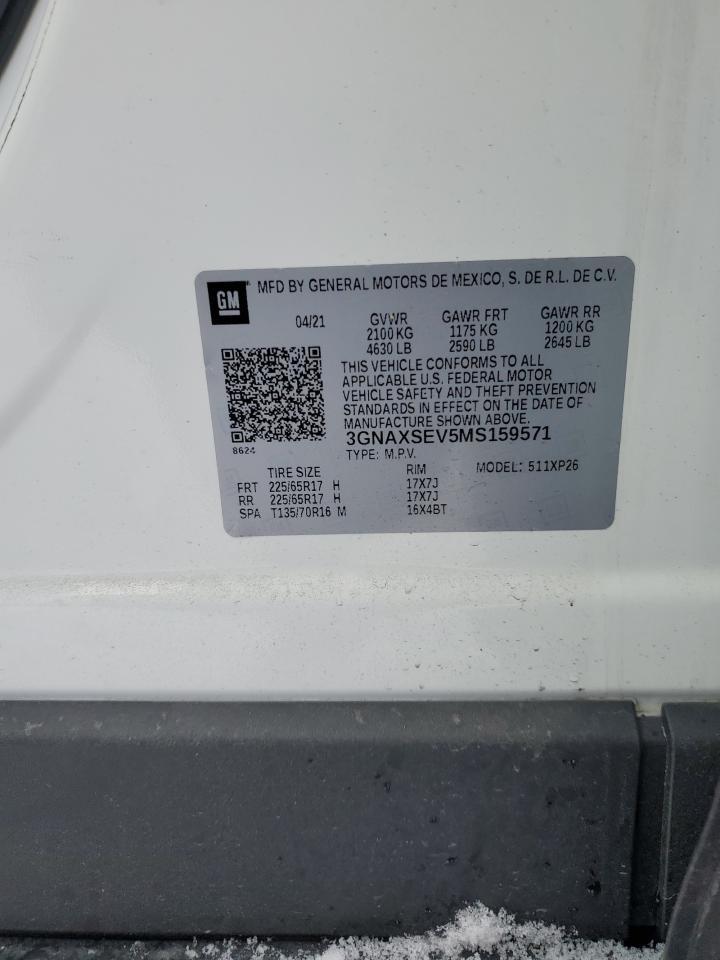 GM
MFD BY GENERAL MOTORS DE MEXICO, S. DE R.L. DE C.V.
04/21 GVWR GAWR FRT GAWR RR
2100 KG 1175 KG 1200 KG
4630 LB 2590 LB 2645 LB
THIS VEHICLE CONFORMS TO ALL
APPLICABLE U.S. FEDERAL MOTOR
VEHICLE SAFETY AND THEFT PREVENTION
STANDARDS IN EFFECT ON THE DATE OF
MANUFACTURE SHOWN ABOVE.
8624 3GNAXSEV5MS159571
TYPE: M.P.V.
TIRE SIZE RIM MODEL: 511XP26
FRT 225/65R17 H 17X7J
RR 225/65R17 H 17X7J
SPA T135/70R16 M 16X4BT